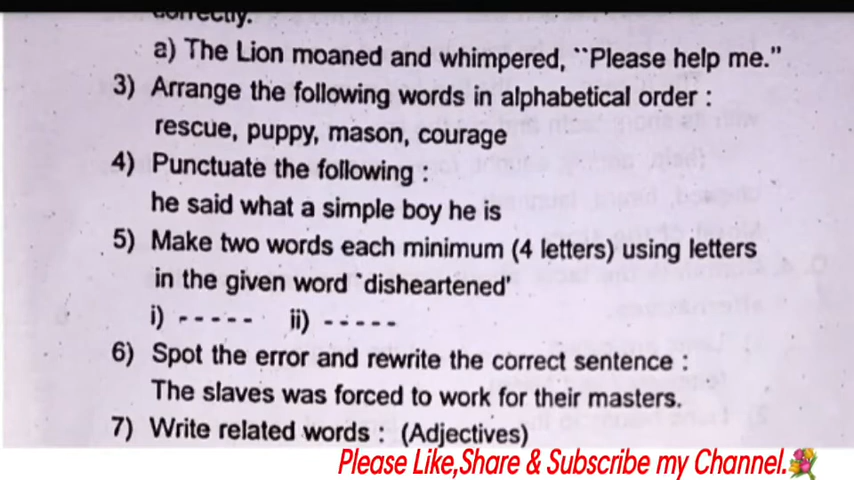 correctly.
a) The Lion moaned and whimpered, ``Please help me."
3) Arrange the following words in alphabetical order :
rescue, puppy, mason, courage
4) Punctuate the following :
he said what a simple boy he is
5) Make two words each minimum (4 letters) using letters
in the given word 'disheartened'
i) - - - - - ii) - - - - -
6) Spot the error and rewrite the correct sentence :
The slaves was forced to work for their masters.
7) Write related words : (Adjectives)
Please Like,Share & Subscribe my Channel.